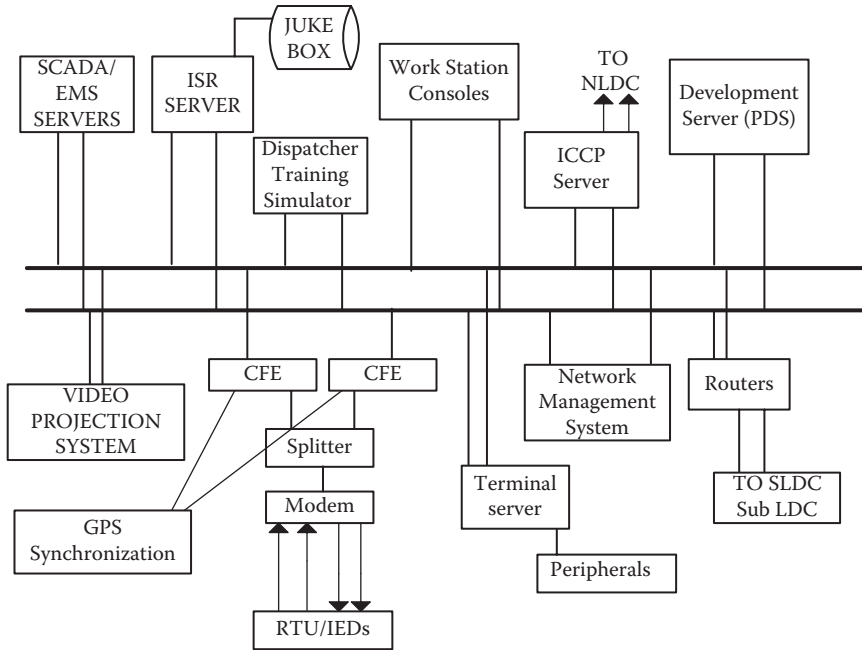 JUKE
BOX
SCADA/
EMS
SERVERS
ISR
SERVER
Work Station
Consoles
TO
NLDC
Development
Server (PDS)
Dispatcher
Training
Simulator
ICCP
Server
CFE
CFE
VIDEO
PROJECTION
SYSTEM
Network
Management
System
Routers
Splitter
Terminal
server
TO SLDC
Sub LDC
Modem
GPS
Synchronization
Peripherals
RTU/IEDs